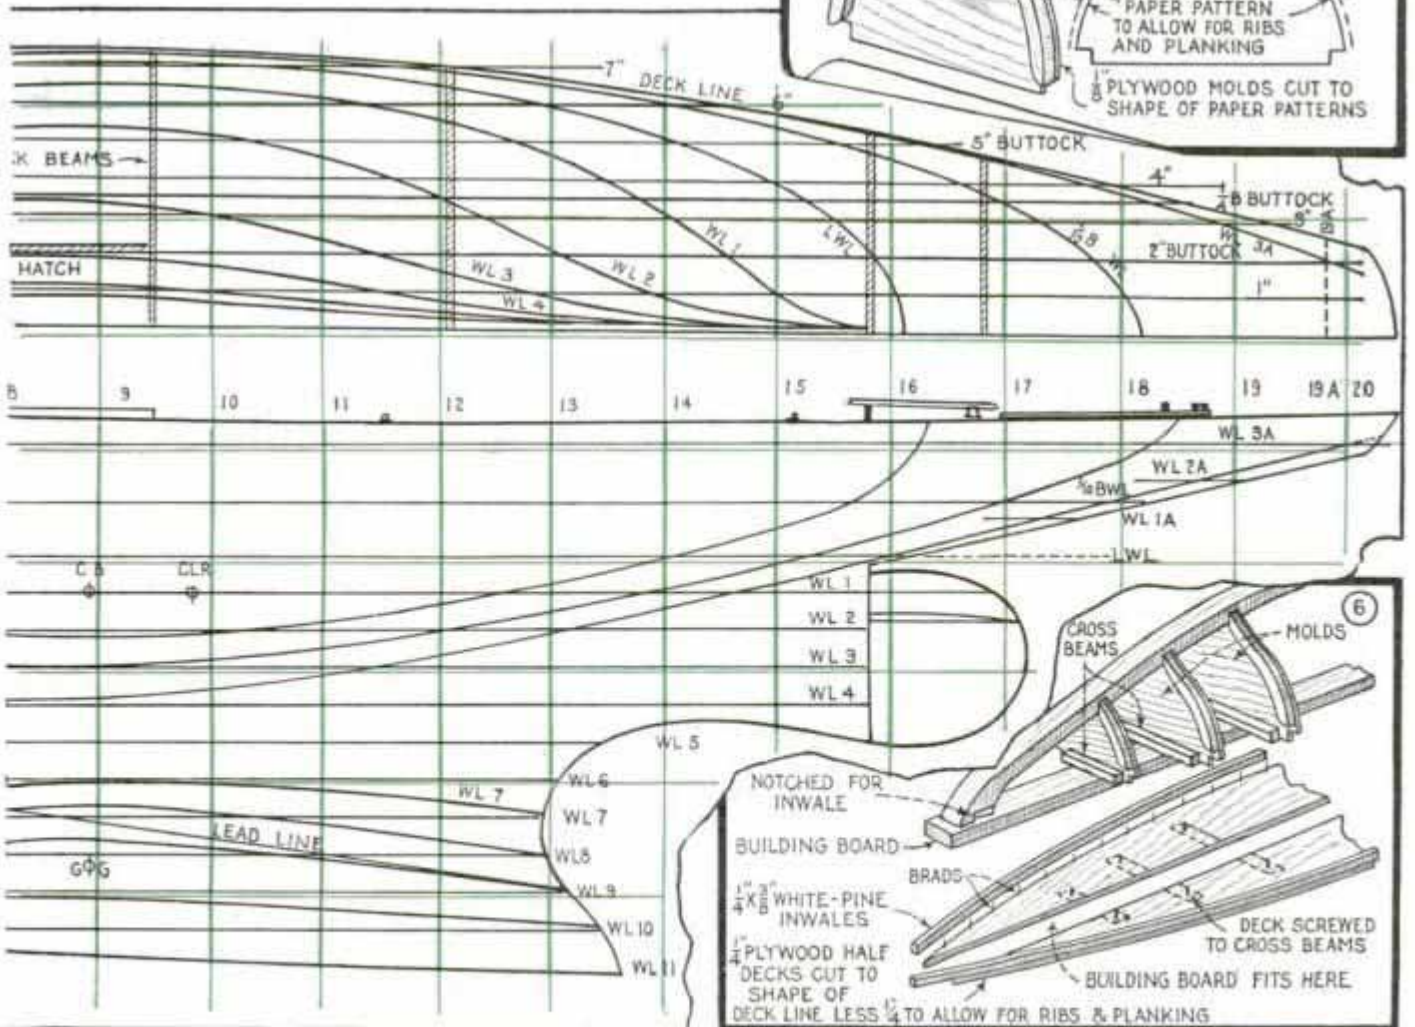 PAPER PATTERN
TO ALLOW FOR RIBS
AND PLANKING
1/8" PLYWOOD MOLDS CUT TO
SHAPE OF PAPER PATTERNS
7"
DECK LINE
6"
5" BUTTOCK
4"
B BUTTOCK
3"
2" BUTTOCK
3A
1"
BEAMS
HATCH
WL 3
WL 4
WL 2
WL 1
LWL
8
9
10
11
12
13
14
15
16
17
18
19
19A
20
WL 3A
WL 2A
WL 1A
LWL
CB
CLR
WL 1
WL 2
WL 3
WL 4
WL 5
WL 6
WL 7
WL 7
LEAD LINE
WL8
G G
WL 9
WL 10
WL 11
6
CROSS
BEAMS
MOLDS
NOTCHED FOR
INWALE
BUILDING BOARD
BRADS
1/4" X 3/8" WHITE-PINE
INWALES
DECK SCREWED
TO CROSS BEAMS
1/4" PLYWOOD HALF
DECKS CUT TO
SHAPE OF
DECK LINE LESS 1/4" TO ALLOW FOR RIBS & PLANKING
BUILDING BOARD FITS HERE